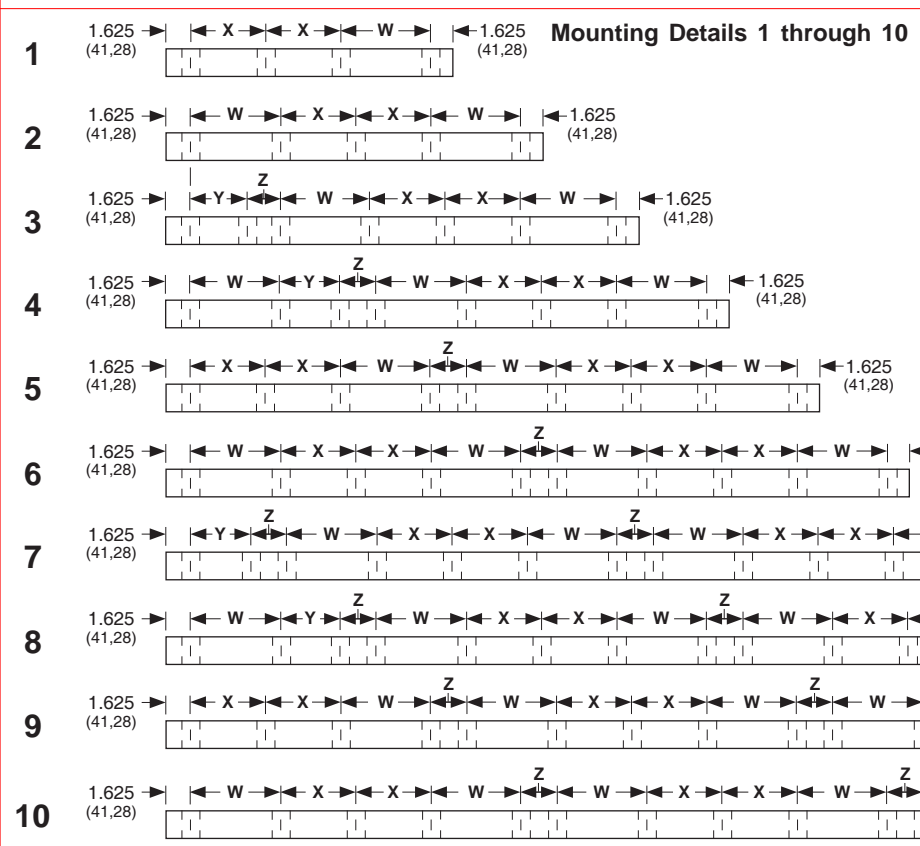 Mounting Details 1 through 10
1 1.625 (41,28) X X W 1.625 (41,28)
2 1.625 (41,28) W X X W 1.625 (41,28)
3 1.625 (41,28) Y Z W X X W 1.625 (41,28)
4 1.625 (41,28) W Y Z W X X W 1.625 (41,28)
5 1.625 (41,28) X X W Z W X X W 1.625 (41,28)
6 1.625 (41,28) W X X W Z W X X W
7 1.625 (41,28) Y Z W X X W Z W X X
8 1.625 (41,28) W Y Z W X X W Z W X
9 1.625 (41,28) X X W Z W X X W Z W
10 1.625 (41,28) W X X W Z W X X W Z